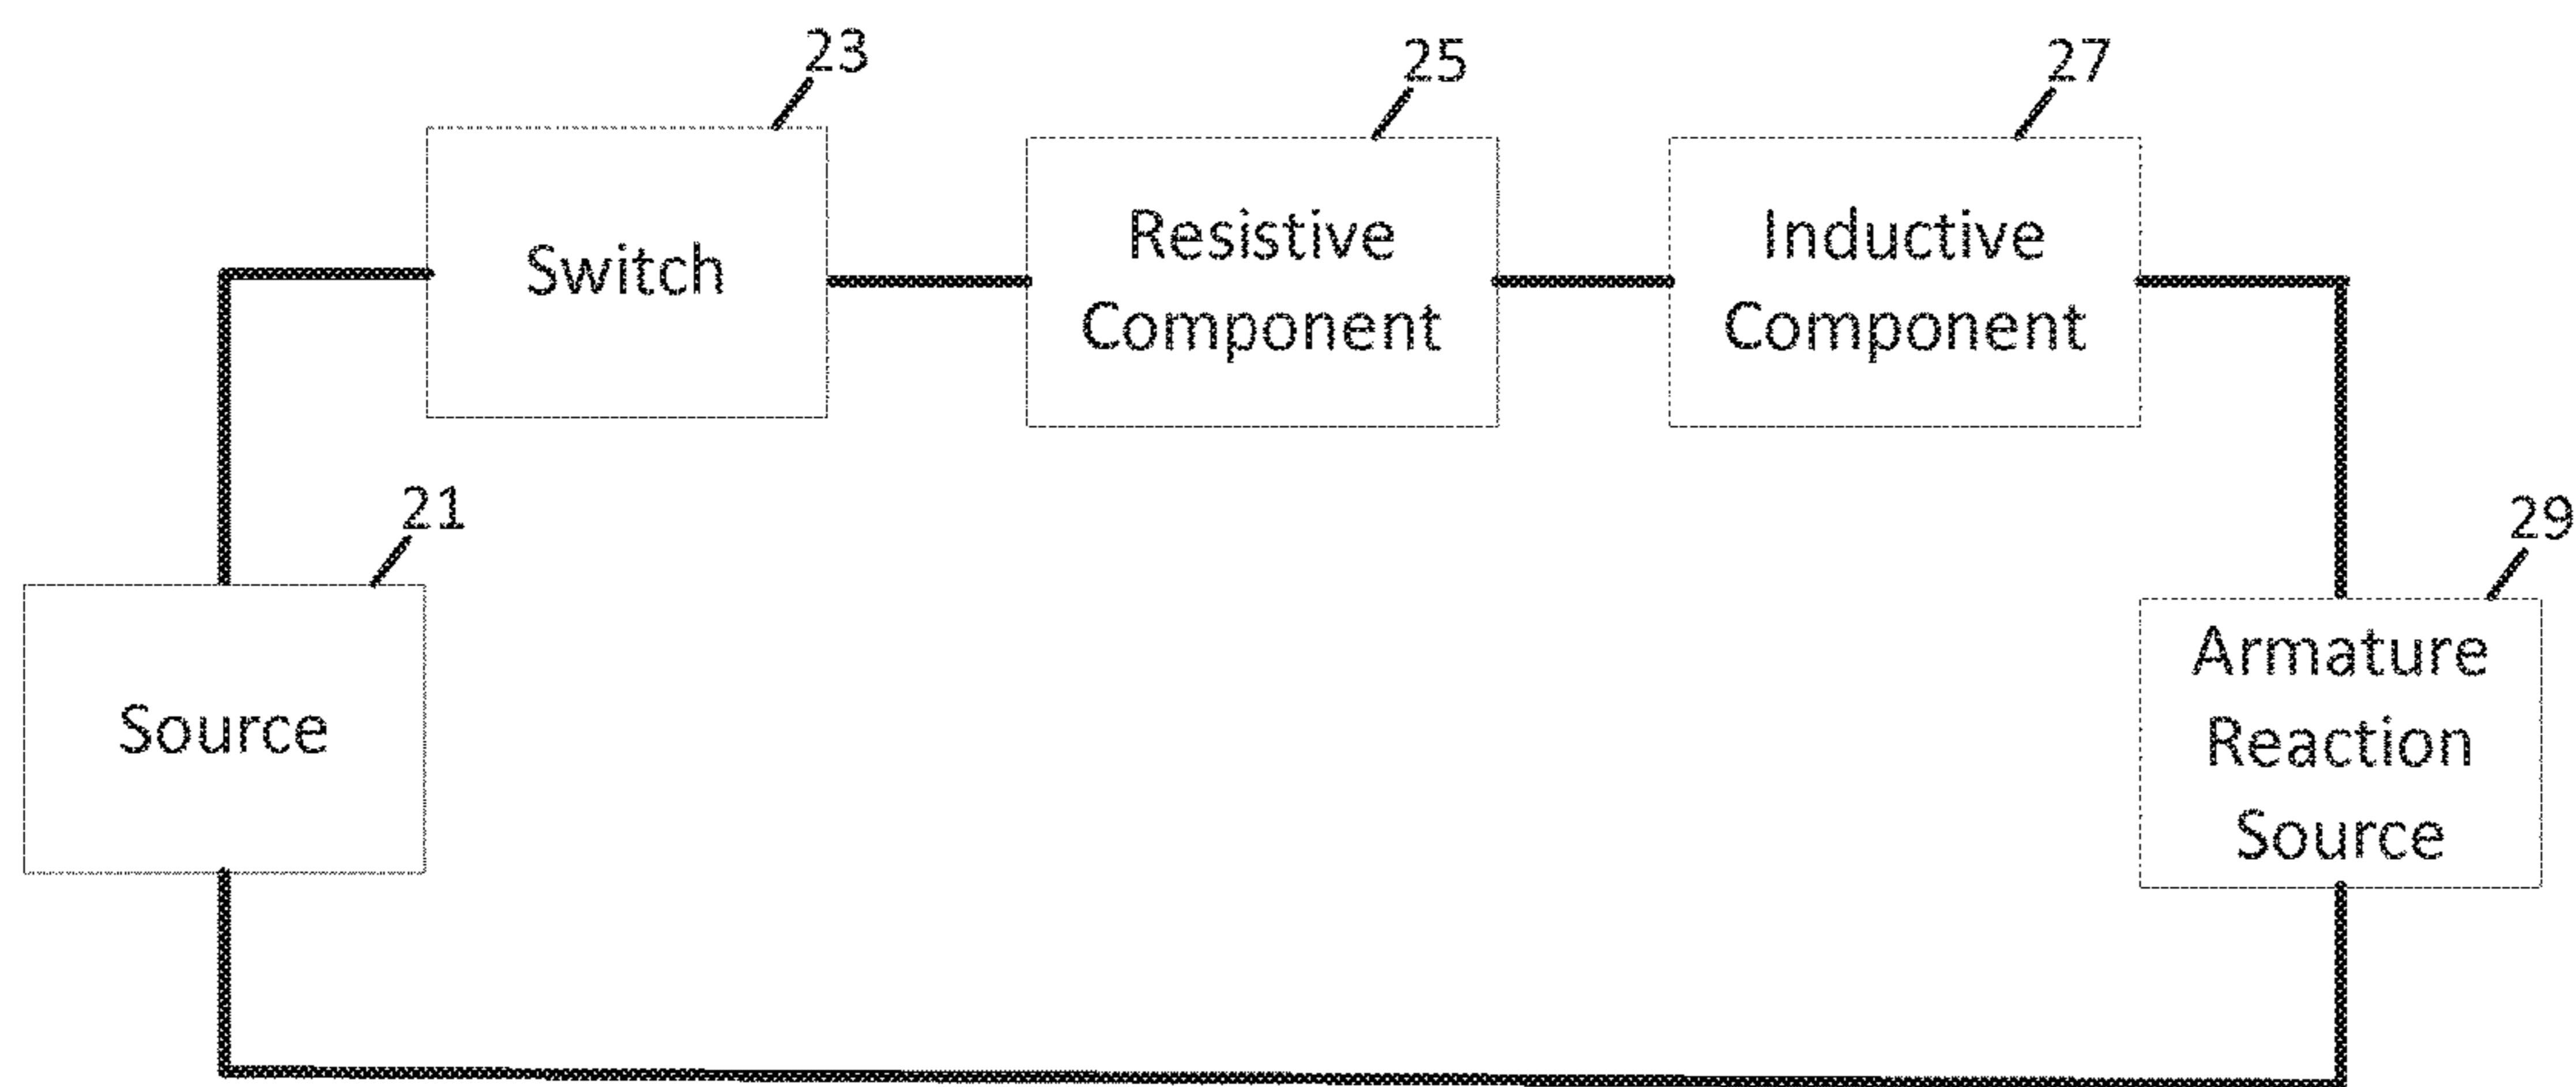 23
25
27
Switch
Resistive
Component
Inductive
Component
21
29
Source
Armature
Reaction
Source